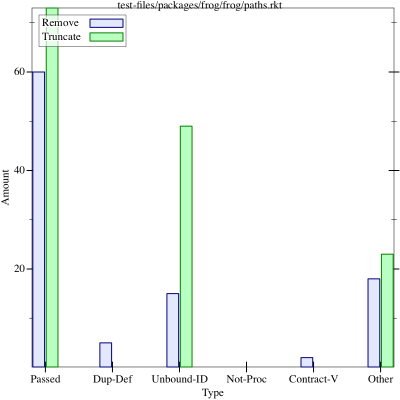 test-files/packages/frog/frog/paths.rkt
Remove
Truncate
60
40
20
Amount
Passed Dup-Def Unbound-ID Not-Proc Contract-V Other
Type